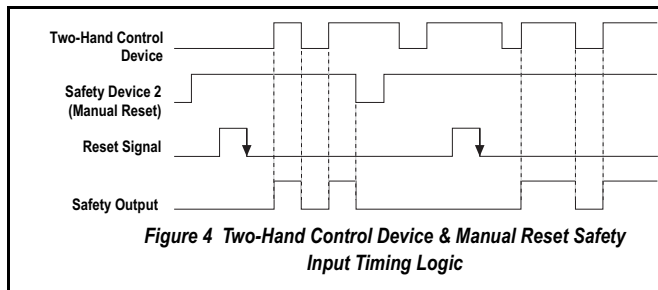 Two-Hand Control
Device
Safety Device 2
(Manual Reset)
Reset Signal
Safety Output
Figure 4 Two-Hand Control Device & Manual Reset Safety
Input Timing Logic